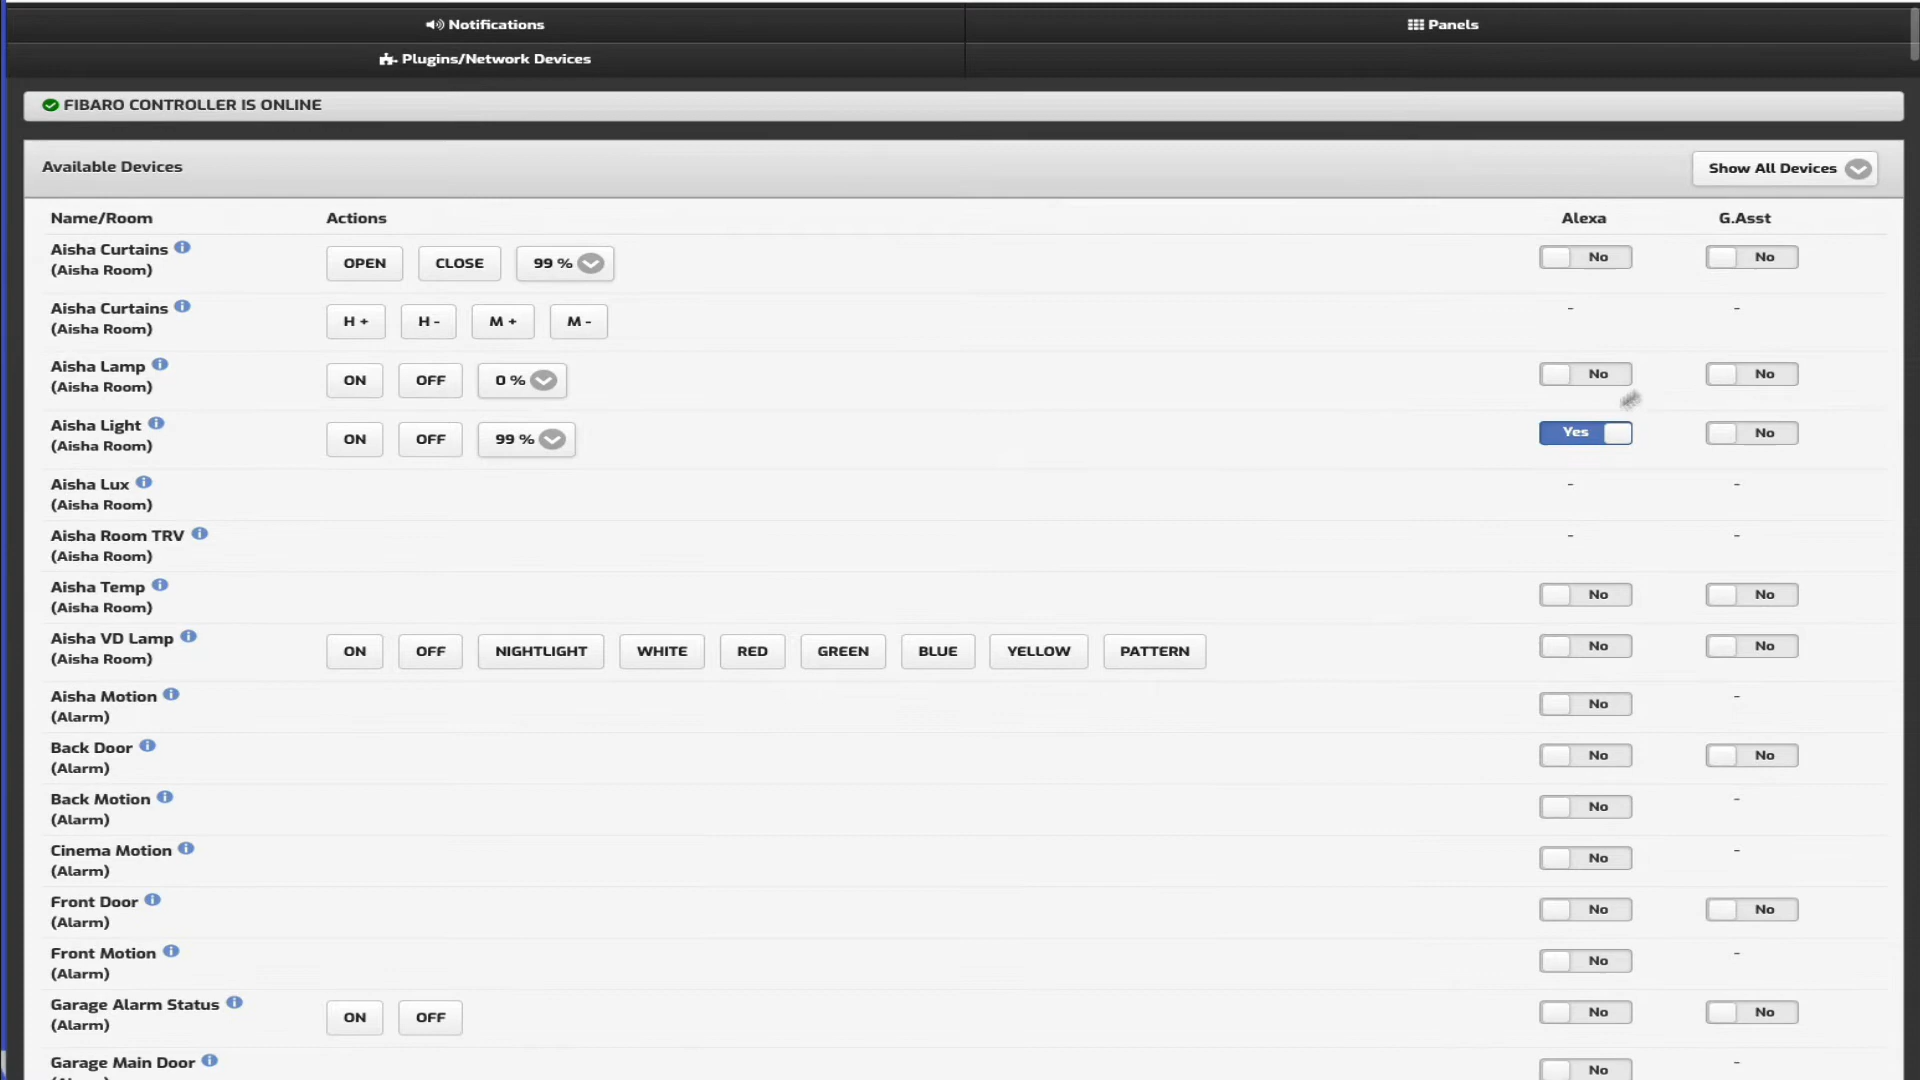 Notifications
Panels
Plugins/Network Devices
FIBARO CONTROLLER IS ONLINE
Available Devices
Show All Devices
Name/Room Actions Alexa G.Asst
Aisha Curtains
(Aisha Room)
OPEN CLOSE 99 % No No
Aisha Curtains
(Aisha Room)
H + H - M + M - - -
Aisha Lamp
(Aisha Room)
ON OFF 0 % No No
Aisha Light
(Aisha Room)
ON OFF 99 % Yes No
Aisha Lux - -
(Aisha Room)
Aisha Room TRV - -
(Aisha Room)
Aisha Temp
(Aisha Room)
No No
Aisha VD Lamp
(Aisha Room)
ON OFF NIGHTLIGHT WHITE RED GREEN BLUE YELLOW PATTERN No No
Aisha Motion
(Alarm)
No -
Back Door
(Alarm)
No No
Back Motion
(Alarm)
No -
Cinema Motion
(Alarm)
No -
Front Door
(Alarm)
No No
Front Motion
(Alarm)
No -
Garage Alarm Status
(Alarm)
ON OFF No No
Garage Main Door
No -